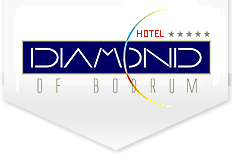 HOTEL ★★★★★
DIAMOND
OF BODRUM